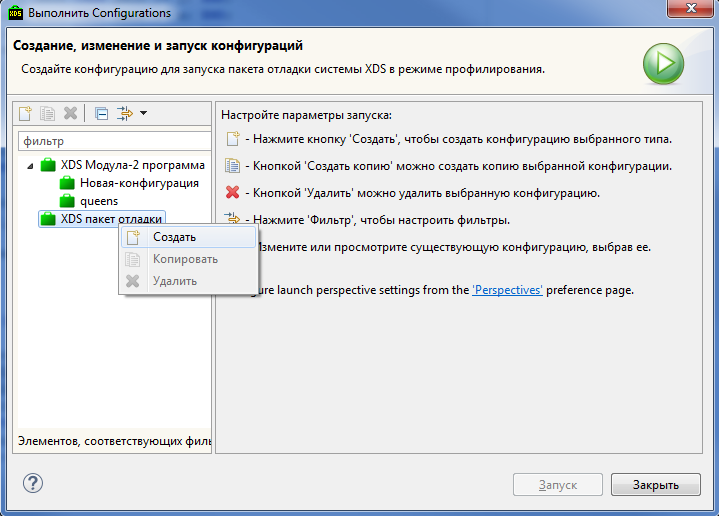 XDS
Выполнить Configurations
Создание, изменение и запуск конфигураций
Создайте конфигурацию для запуска пакета отладки системы XDS в режиме профилирования.
фильтр
XDS Модула-2 программа
Новая-конфигурация
queens
XDS пакет отладки
Создать
Копировать
Удалить
Элементов, соответствующих филь
Настройте параметры запуска:
- Нажмите кнопку 'Создать', чтобы создать конфигурацию выбранного типа.
- Кнопкой 'Создать копию' можно создать копию выбранной конфигурации.
- Кнопкой 'Удалить' можно удалить выбранную конфигурацию.
- Нажмите 'Фильтр', чтобы настроить фильтры.
Измените или просмотрите существующую конфигурацию, выбрав ее.
gure launch perspective settings from the 'Perspectives' preference page.
?
Запуск
Закрыть